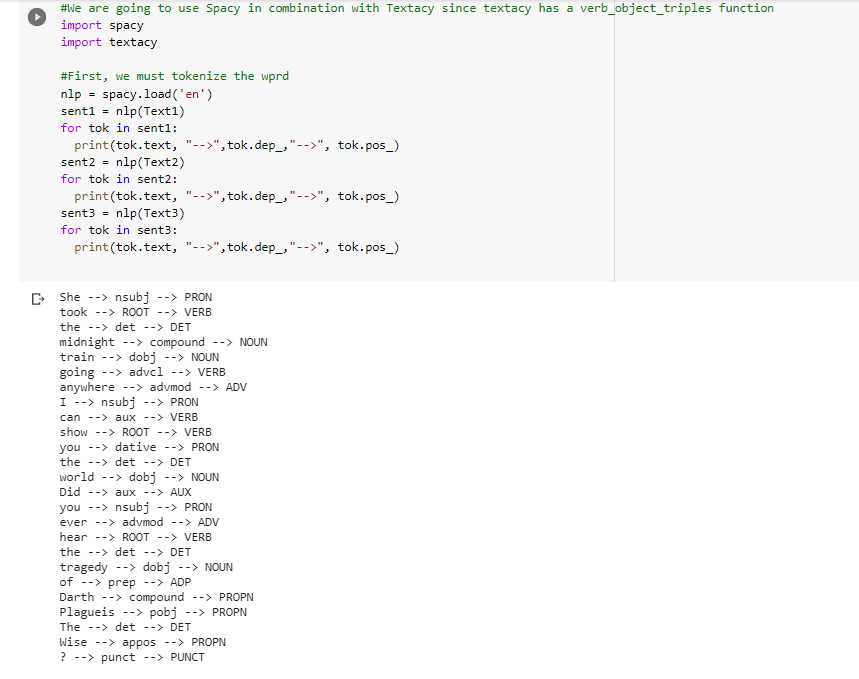 #We are going to use Spacy in combination with Textacy since textacy has a verb_object_triples function
import spacy
import textacy
#First, we must tokenize the wprd
nlp = spacy.load('en')
sent1 = nlp(Text1)
for tok in sent1:
  print(tok.text, "-->",tok.dep_,"-->", tok.pos_)
sent2 = nlp(Text2)
for tok in sent2:
  print(tok.text, "-->",tok.dep_,"-->", tok.pos_)
sent3 = nlp(Text3)
for tok in sent3:
  print(tok.text, "-->",tok.dep_,"-->", tok.pos_)
She --> nsubj --> PRON
took --> ROOT --> VERB
the --> det --> DET
midnight --> compound --> NOUN
train --> dobj --> NOUN
going --> advcl --> VERB
anywhere --> advmod --> ADV
I --> nsubj --> PRON
can --> aux --> VERB
show --> ROOT --> VERB
you --> dative --> PRON
the --> det --> DET
world --> dobj --> NOUN
Did --> aux --> AUX
you --> nsubj --> PRON
ever --> advmod --> ADV
hear --> ROOT --> VERB
the --> det --> DET
tragedy --> dobj --> NOUN
of --> prep --> ADP
Darth --> compound --> PROPN
Plagueis --> pobj --> PROPN
The --> det --> DET
Wise --> appos --> PROPN
? --> punct --> PUNCT